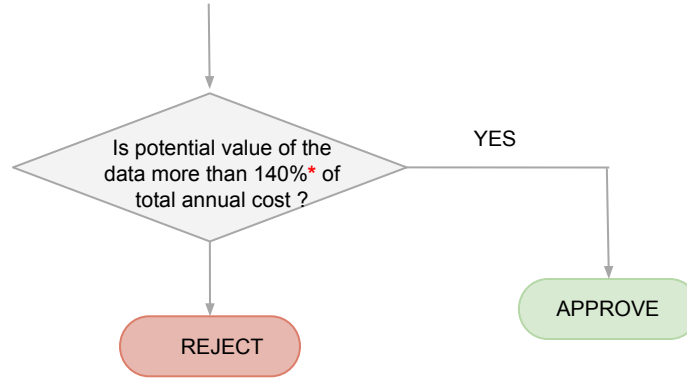 YES
Is potential value of the
data more than 140%* of
total annual cost ?
APPROVE
REJECT